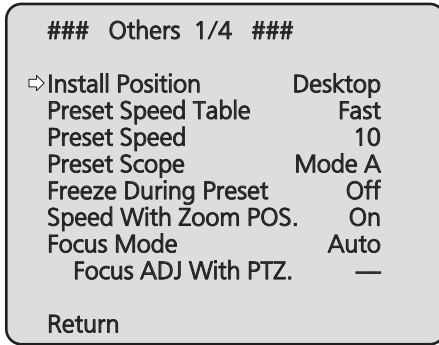 ### Others 1/4 ###
⇨Install Position Desktop
Preset Speed Table Fast
Preset Speed 10
Preset Scope Mode A
Freeze During Preset Off
Speed With Zoom POS. On
Focus Mode Auto
Focus ADJ With PTZ. —
Return